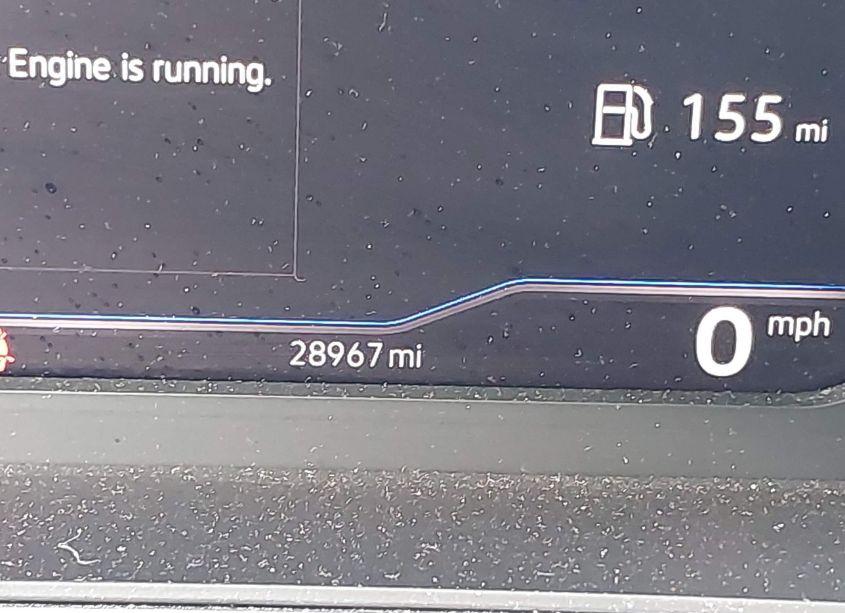 Engine is running.
155 mi
0 mph
28967 mi